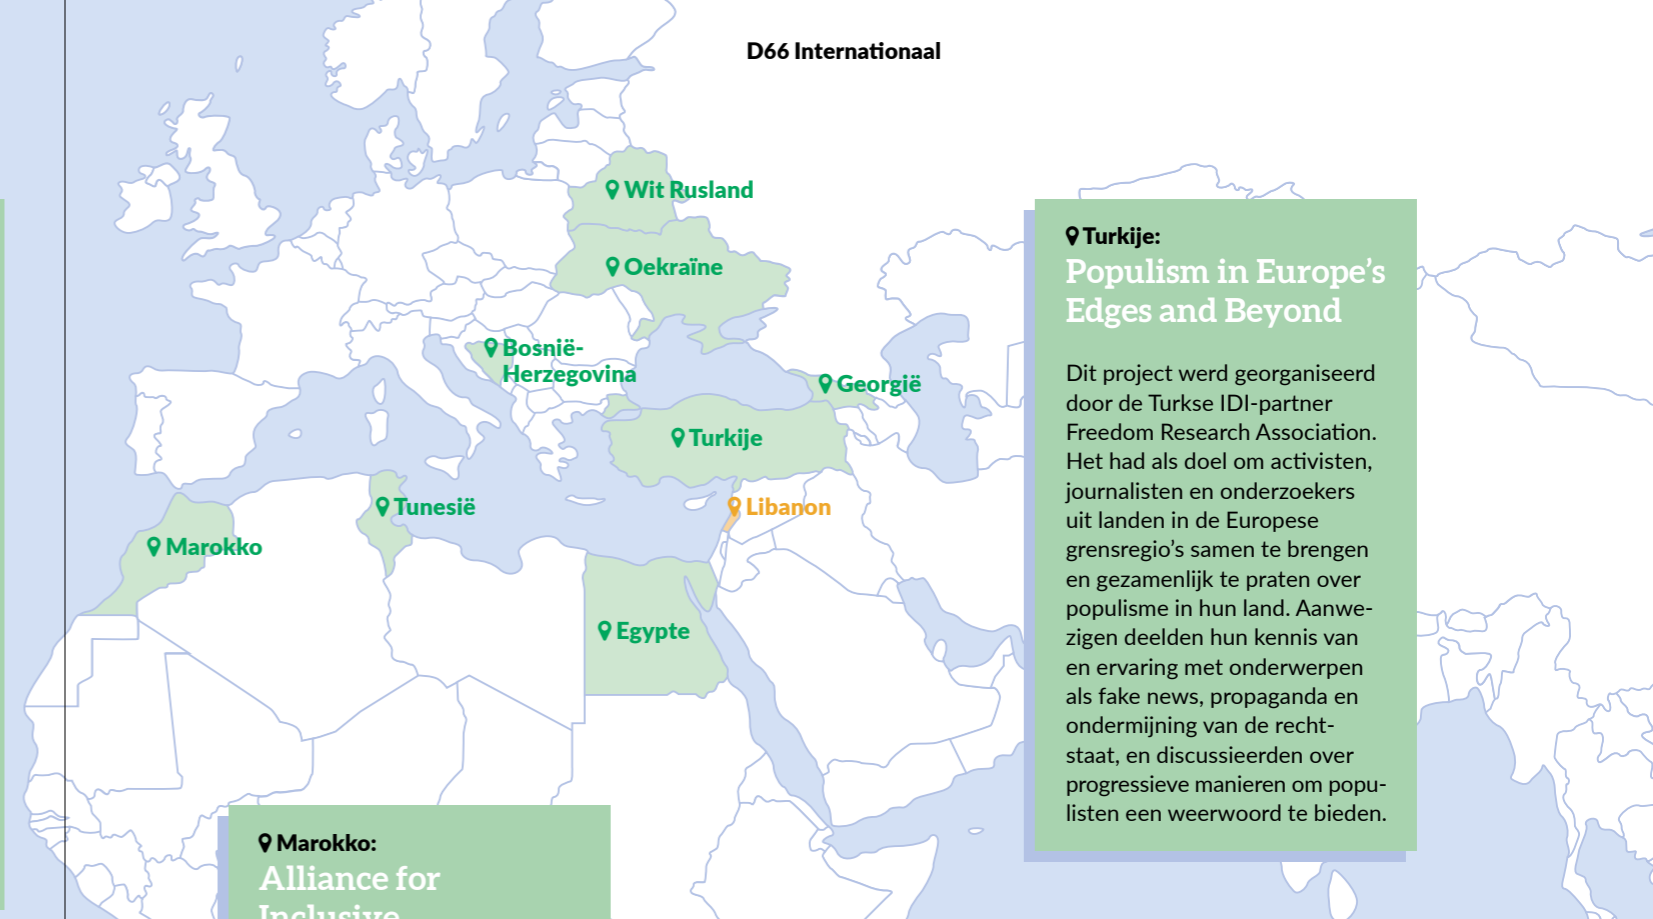 D66 Internationaal
Wit Rusland
Oekraïne
Bosnië-
Herzegovina
Georgië
Turkije
Tunesië
Libanon
Marokko
Egypte
Turkije:
Populism in Europe’s
Edges and Beyond
Dit project werd georganiseerd
door de Turkse IDI-partner
Freedom Research Association.
Het had als doel om activisten,
journalisten en onderzoekers
uit landen in de Europese
grensregio’s samen te brengen
en gezamenlijk te praten over
populisme in hun land. Aanwe-
zigen deelden hun kennis van
en ervaring met onderwerpen
als fake news, propaganda en
ondermijning van de recht-
staat, en discussieerden over
progressieve manieren om popu-
listen een weerwoord te bieden.
Marokko:
Alliance for
Inclusive